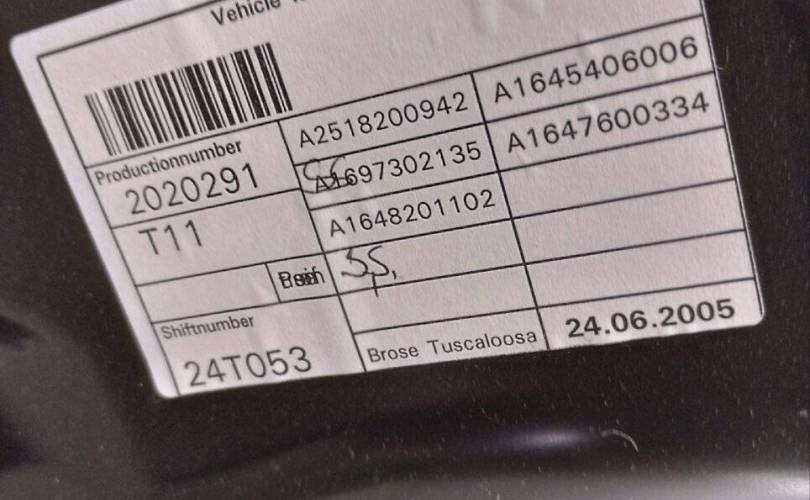 Vehicle
Productionnumber
2020291
T11
A2518200942 A1645406006
A1697302135 A1647600334
A1648201102
Shiftnumber
24T053
Brose Tuscaloosa
24.06.2005